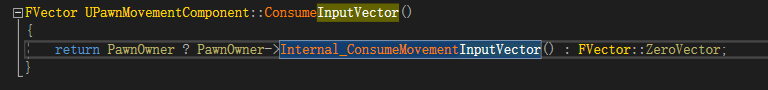 FVector UPawnMovementComponent::ConsumeInputVector()
{
return PawnOwner ? PawnOwner->Internal_ConsumeMovementInputVector() : FVector::ZeroVector;
}